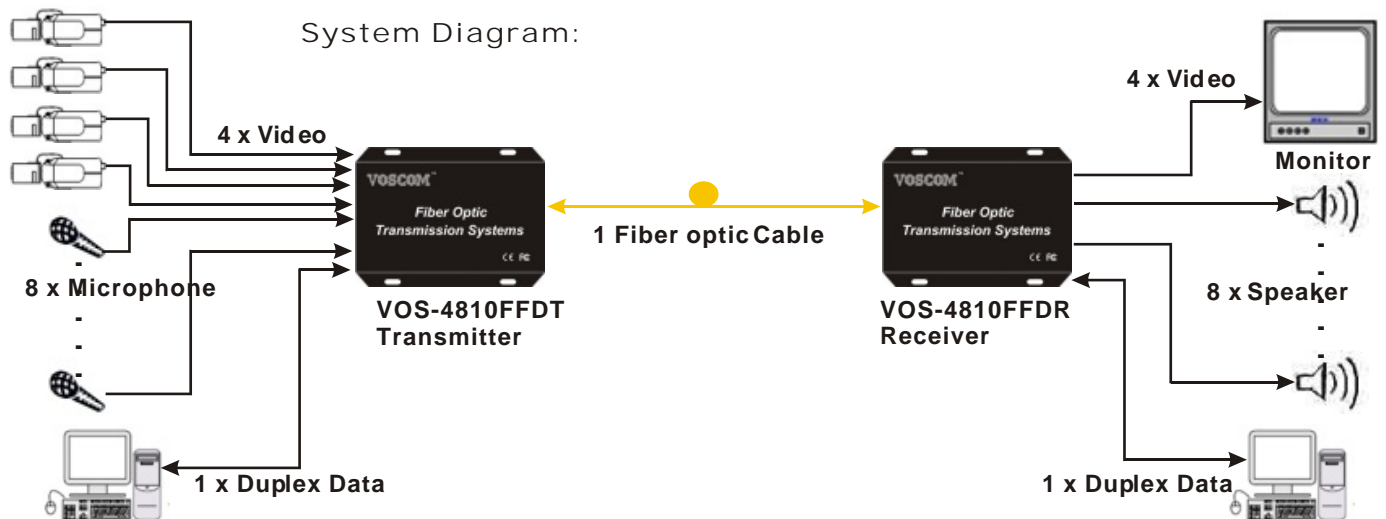 System Diagram:
4 x Video
4 x Video
Monitor
VOSCOM™
Fiber Optic
Transmission Systems
CE FC
VOSCOM™
Fiber Optic
Transmission Systems
CE FC
1 Fiber optic Cable
8 x Microphone
8 x Speaker
VOS-4810FFDT
Transmitter
VOS-4810FFDR
Receiver
1 x Duplex Data
1 x Duplex Data